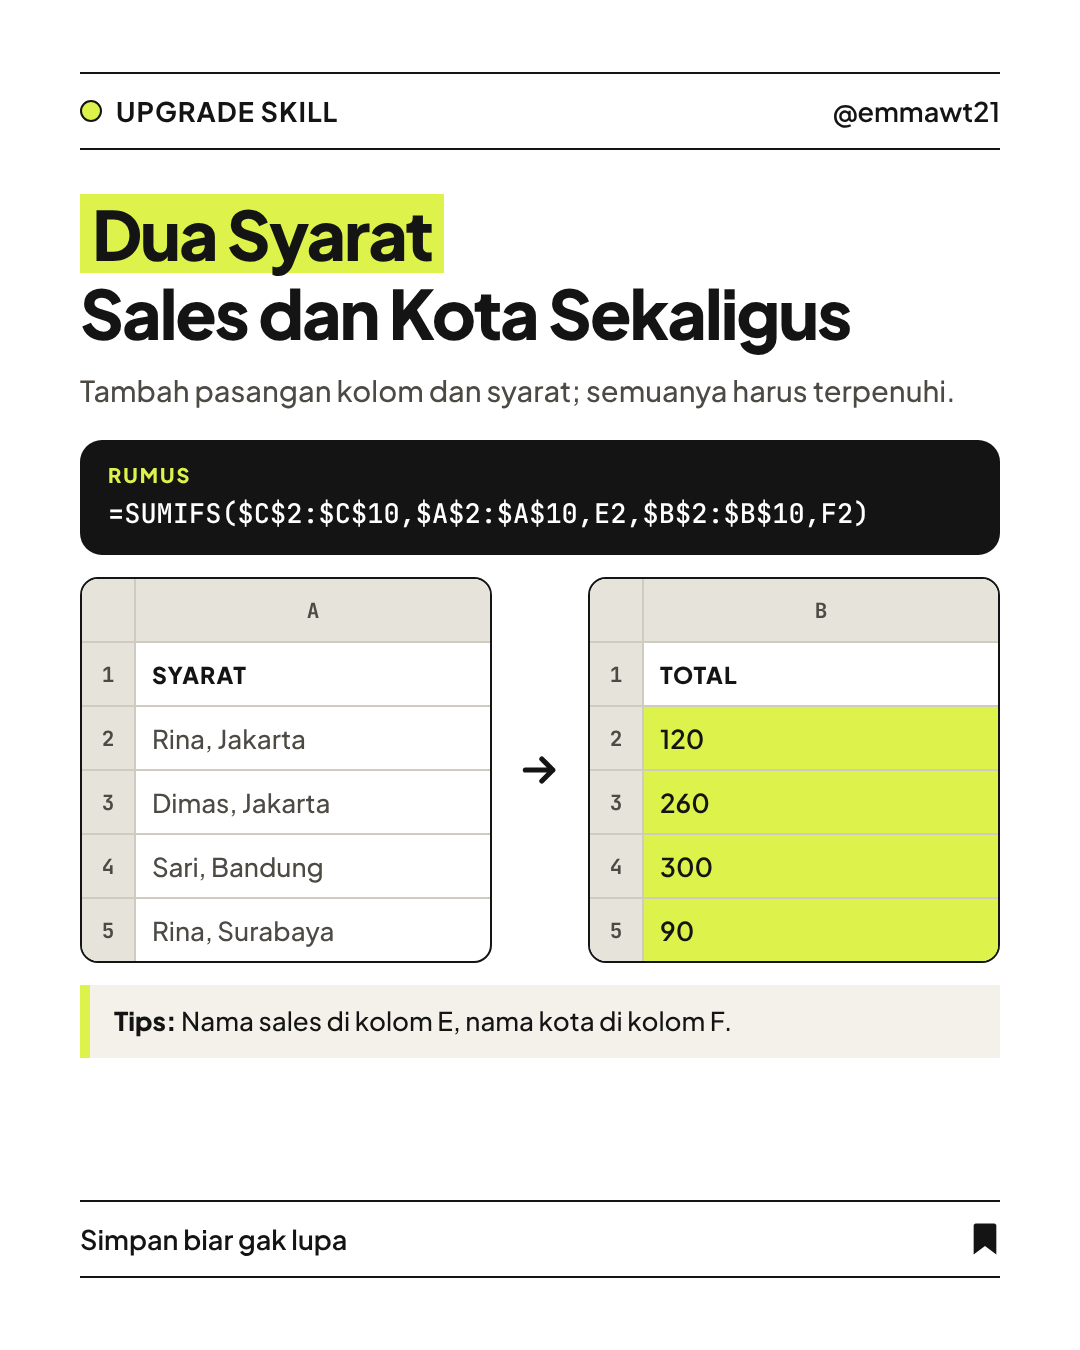 UPGRADE SKILL
@emmawt21
Dua Syarat
Sales dan Kota Sekaligus
Tambah pasangan kolom dan syarat; semuanya harus terpenuhi.
RUMUS
=SUMIFS($C$2:$C$10,$A$2:$A$10,E2,$B$2:$B$10,F2)
A
1 SYARAT
2 Rina, Jakarta
3 Dimas, Jakarta
4 Sari, Bandung
5 Rina, Surabaya
B
1 TOTAL
2 120
3 260
4 300
5 90
Tips: Nama sales di kolom E, nama kota di kolom F.
Simpan biar gak lupa